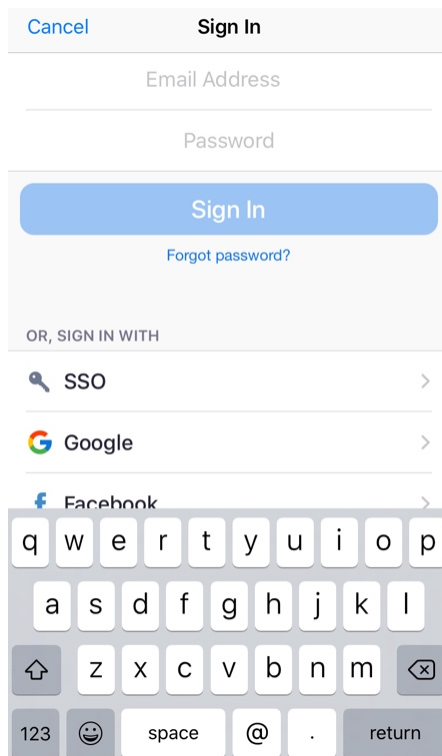 Cancel Sign In
Email Address
Password
Sign In
Forgot password?
OR, SIGN IN WITH
SSO
Google
Facebook
q w e r t y u i o p
a s d f g h j k l
z x c v b n m
123 space @ . return